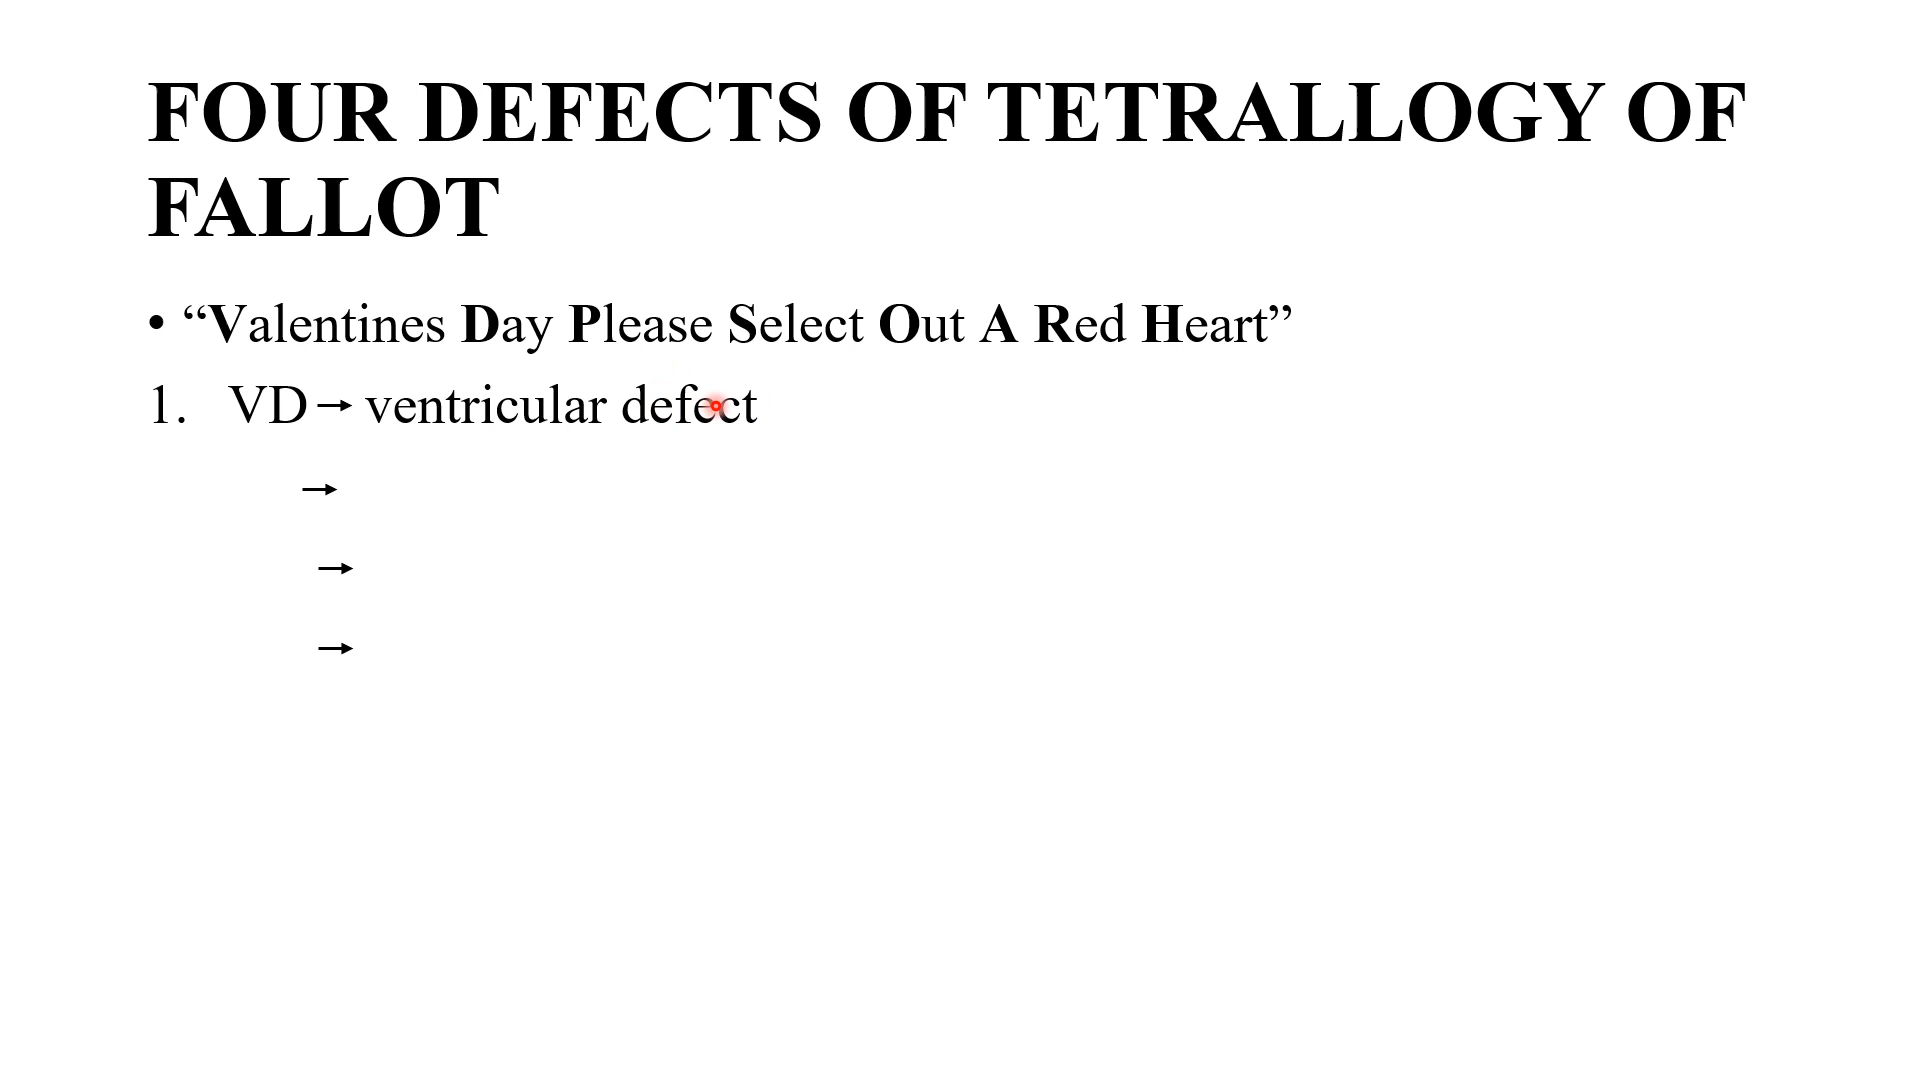 FOUR DEFECTS OF TETRALLOGY OF
FALLOT
• “Valentines Day Please Select Out A Red Heart”
1. VD → ventricular defect
→
→
→